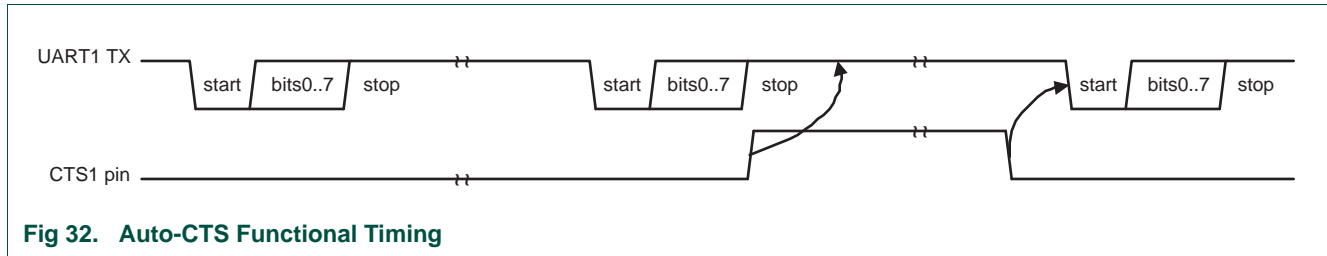 UART1 TX
start bits0..7 stop start bits0..7 stop start bits0..7 stop
CTS1 pin
Fig 32. Auto-CTS Functional Timing